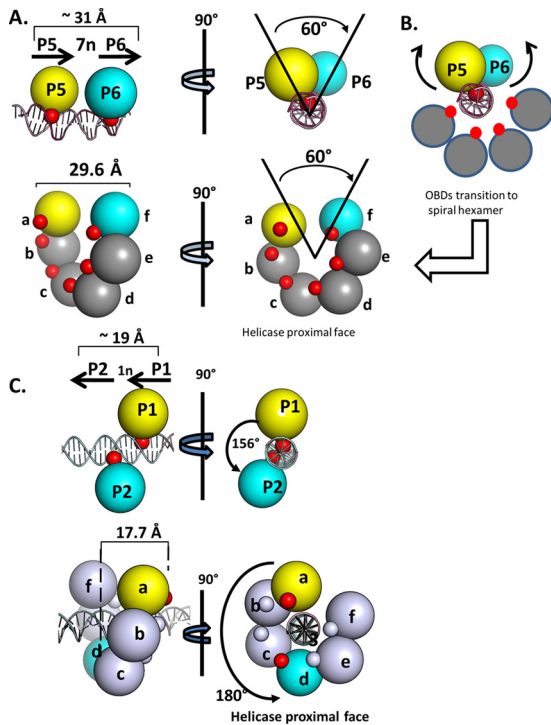 A.
~ 31 Å
P5 7n P6
P5 P6
90°
60°
P5 P6
29.6 Å
a f
b e
c d
90°
60°
a f
b e
c d
Helicase proximal face
B.
P5 P6
OBDs transition to
spiral hexamer
C.
~ 19 Å
P2 1n P1
P1
P2
90°
P1
156°
P2
17.7 Å
f a
b
d
c
90°
a
b
f
c
e
d
180°
Helicase proximal face